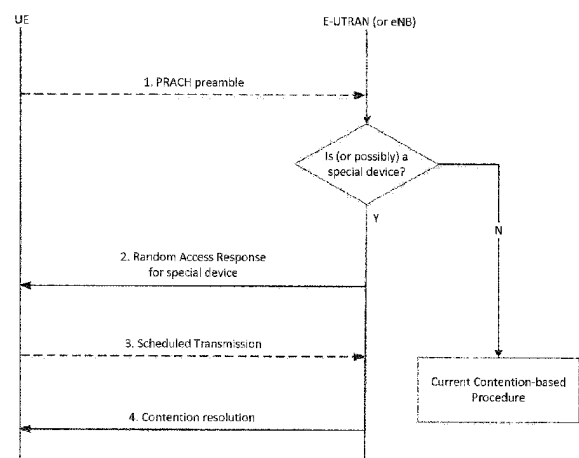 UE
E-UTRAN (or eNB)
1. PRACH preamble
Is (or possibly) a
special device?
Y
N
2. Random Access Response
for special device
3. Scheduled Transmission
Current Contention-based
Procedure
4. Contention resolution